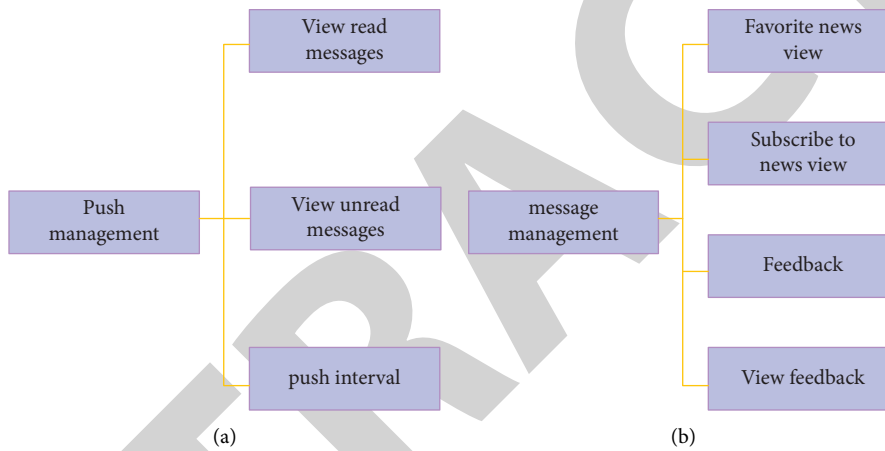 View read
messages
Push
management
View unread
messages
push interval
(a)
Favorite news
view
Subscribe to
news view
message
management
Feedback
View feedback
(b)
TRAC